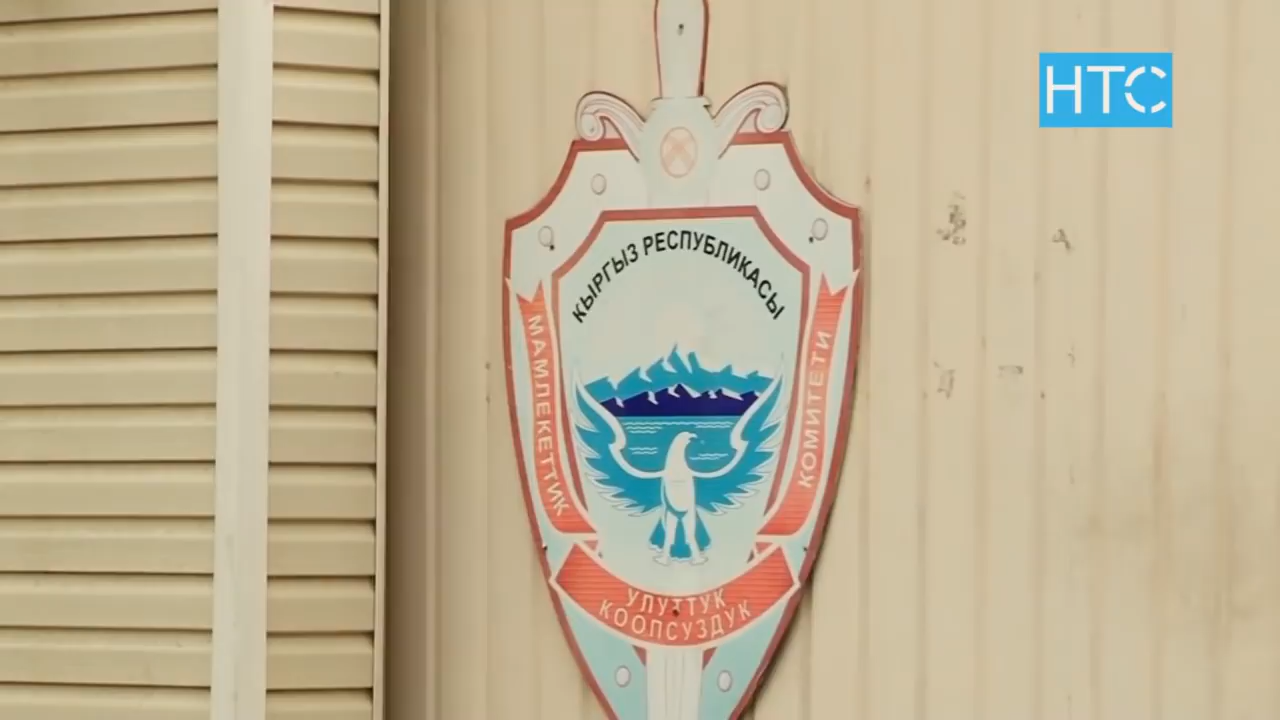 НТС
КЫРГЫЗ РЕСПУБЛИКАСЫ
МАМЛЕКЕТТИК
УЛУТТУК
КООПСУЗДУК
КОМИТЕТИ